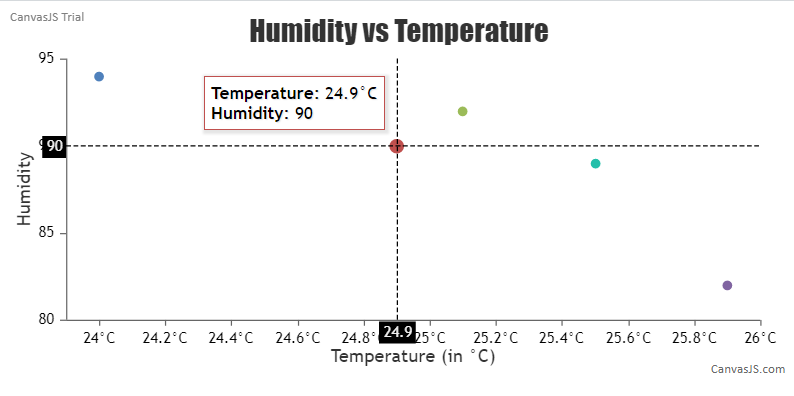 CanvasJS Trial
Humidity vs Temperature
95
Temperature: 24.9°C
Humidity: 90
90
Humidity
85
80
24°C 24.2°C 24.4°C 24.6°C 24.8° 24.9 25°C 25.2°C 25.4°C 25.6°C 25.8°C 26°C
Temperature (in °C)
CanvasJS.com